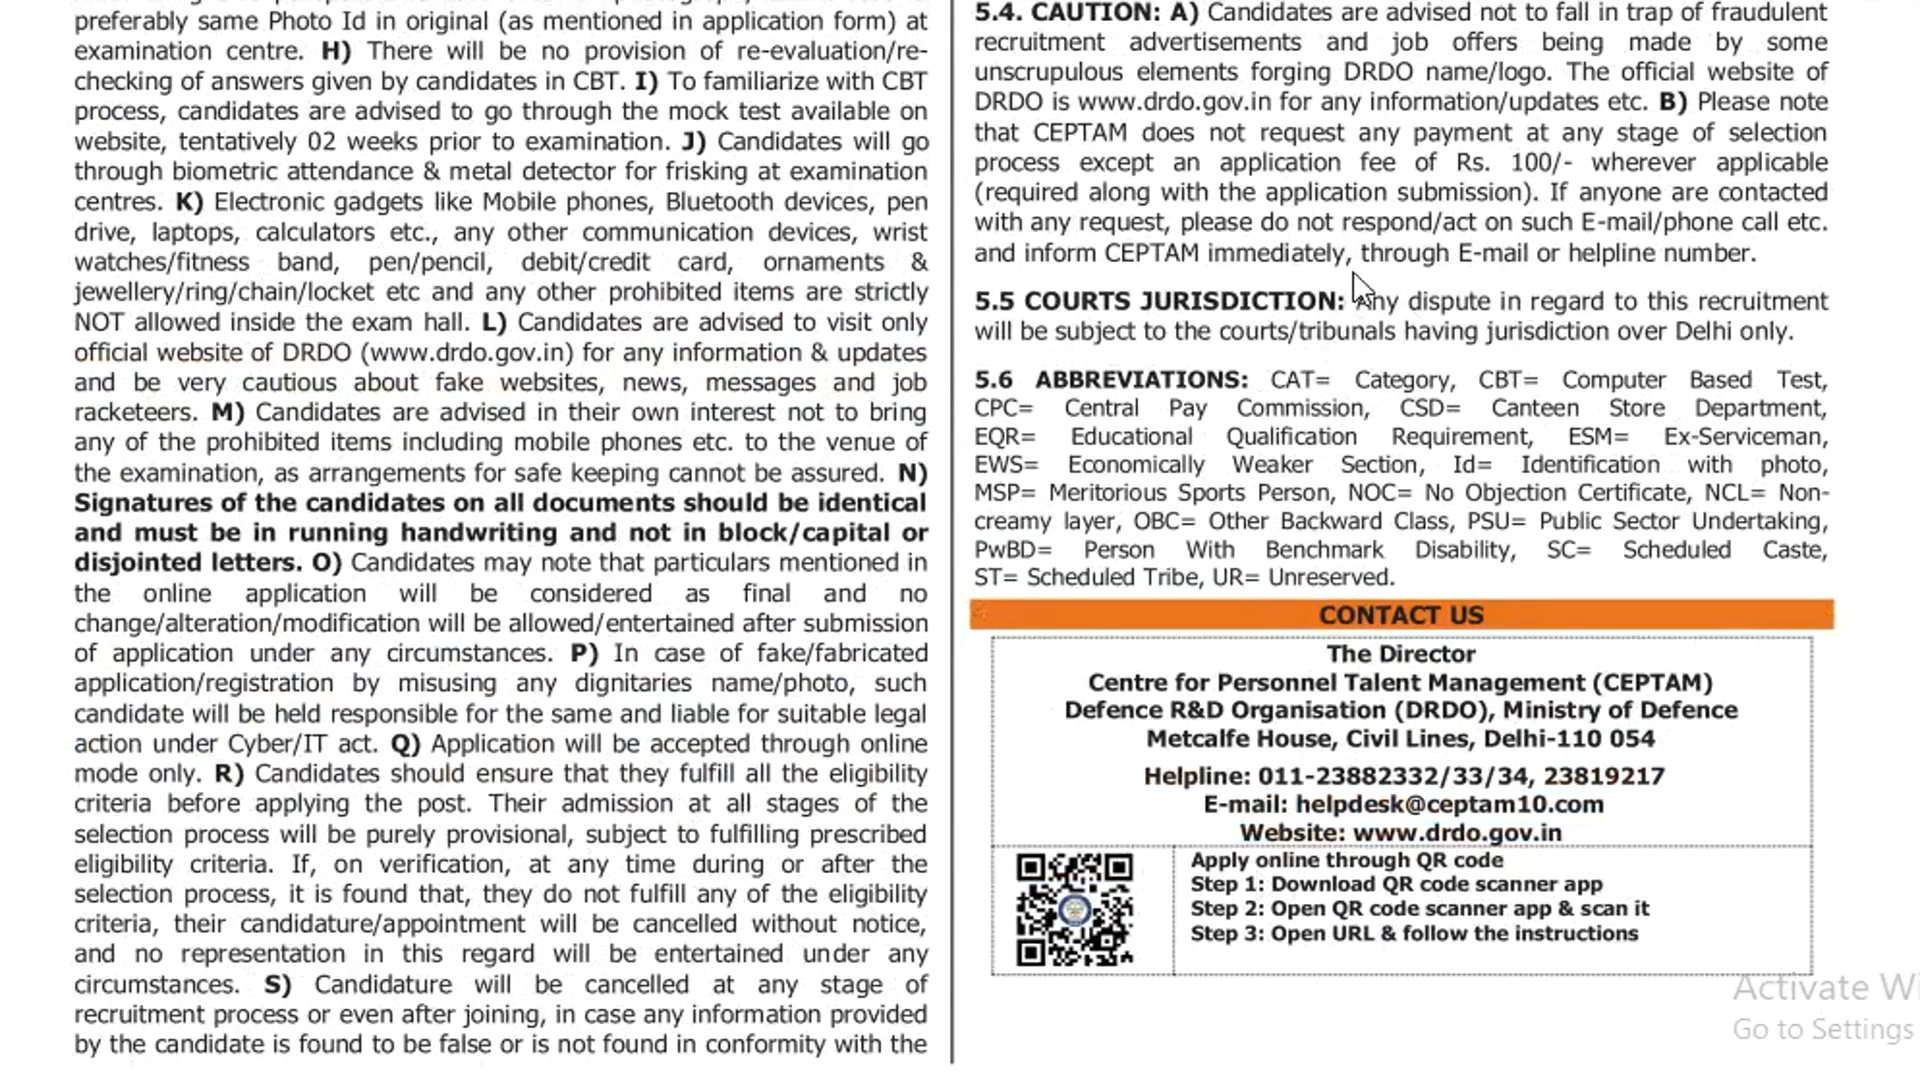 preferably same Photo Id in original (as mentioned in application form) at
examination centre. H) There will be no provision of re-evaluation/re-
checking of answers given by candidates in CBT. I) To familiarize with CBT
process, candidates are advised to go through the mock test available on
website, tentatively 02 weeks prior to examination. J) Candidates will go
through biometric attendance & metal detector for frisking at examination
centres. K) Electronic gadgets like Mobile phones, Bluetooth devices, pen
drive, laptops, calculators etc., any other communication devices, wrist
watches/fitness band, pen/pencil, debit/credit card, ornaments &
jewellery/ring/chain/locket etc and any other prohibited items are strictly
NOT allowed inside the exam hall. L) Candidates are advised to visit only
official website of DRDO (www.drdo.gov.in) for any information & updates
and be very cautious about fake websites, news, messages and job
racketeers. M) Candidates are advised in their own interest not to bring
any of the prohibited items including mobile phones etc. to the venue of
the examination, as arrangements for safe keeping cannot be assured. N)
Signatures of the candidates on all documents should be identical
and must be in running handwriting and not in block/capital or
disjointed letters. O) Candidates may note that particulars mentioned in
the online application will be considered as final and no
change/alteration/modification will be allowed/entertained after submission
of application under any circumstances. P) In case of fake/fabricated
application/registration by misusing any dignitaries name/photo, such
candidate will be held responsible for the same and liable for suitable legal
action under Cyber/IT act. Q) Application will be accepted through online
mode only. R) Candidates should ensure that they fulfill all the eligibility
criteria before applying the post. Their admission at all stages of the
selection process will be purely provisional, subject to fulfilling prescribed
eligibility criteria. If, on verification, at any time during or after the
selection process, it is found that, they do not fulfill any of the eligibility
criteria, their candidature/appointment will be cancelled without notice,
and no representation in this regard will be entertained under any
circumstances. S) Candidature will be cancelled at any stage of
recruitment process or even after joining, in case any information provided
by the candidate is found to be false or is not found in conformity with the
5.4. CAUTION: A) Candidates are advised not to fall in trap of fraudulent
recruitment advertisements and job offers being made by some
unscrupulous elements forging DRDO name/logo. The official website of
DRDO is www.drdo.gov.in for any information/updates etc. B) Please note
that CEPTAM does not request any payment at any stage of selection
process except an application fee of Rs. 100/- wherever applicable
(required along with the application submission). If anyone are contacted
with any request, please do not respond/act on such E-mail/phone call etc.
and inform CEPTAM immediately, through E-mail or helpline number.
5.5 COURTS JURISDICTION: Any dispute in regard to this recruitment
will be subject to the courts/tribunals having jurisdiction over Delhi only.
5.6 ABBREVIATIONS: CAT= Category, CBT= Computer Based Test,
CPC= Central Pay Commission, CSD= Canteen Store Department,
EQR= Educational Qualification Requirement, ESM= Ex-Serviceman,
EWS= Economically Weaker Section, Id= Identification with photo,
MSP= Meritorious Sports Person, NOC= No Objection Certificate, NCL= Non-
creamy layer, OBC= Other Backward Class, PSU= Public Sector Undertaking,
PwBD= Person With Benchmark Disability, SC= Scheduled Caste,
ST= Scheduled Tribe, UR= Unreserved.
CONTACT US
The Director
Centre for Personnel Talent Management (CEPTAM)
Defence R&D Organisation (DRDO), Ministry of Defence
Metcalfe House, Civil Lines, Delhi-110 054
Helpline: 011-23882332/33/34, 23819217
E-mail: helpdesk@ceptam10.com
Website: www.drdo.gov.in
Apply online through QR code
Step 1: Download QR code scanner app
Step 2: Open QR code scanner app & scan it
Step 3: Open URL & follow the instructions
Activate Wi
Go to Settings